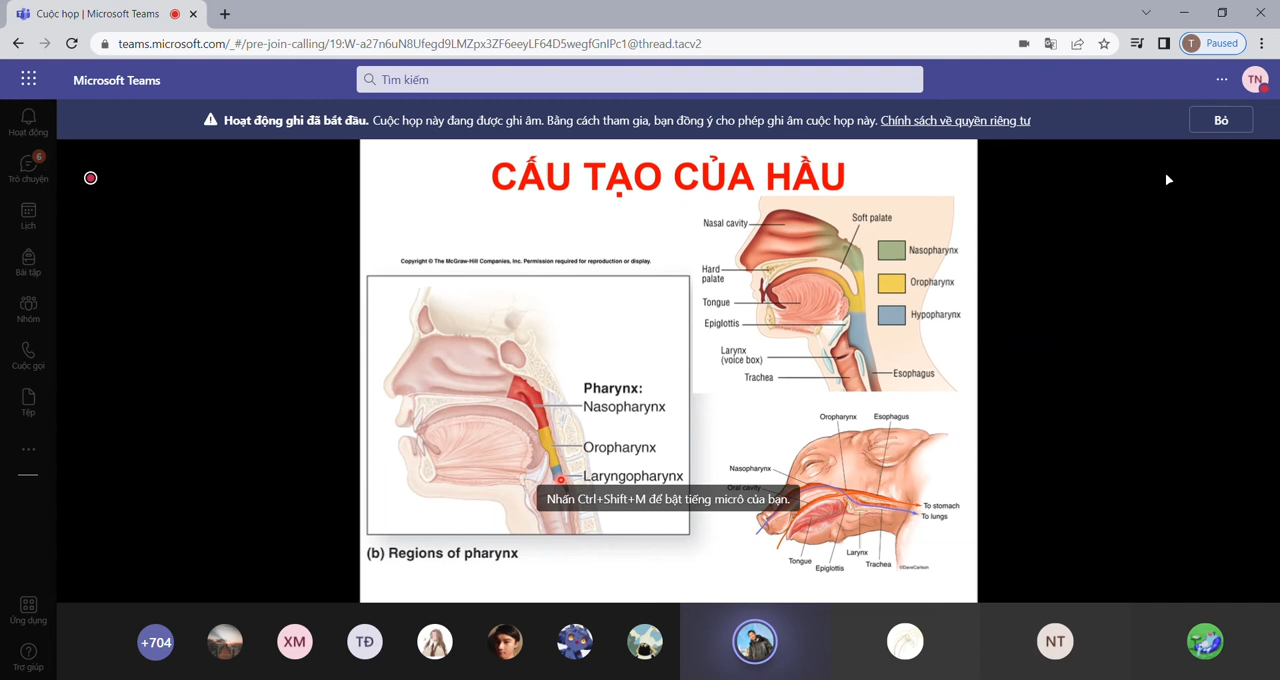 Cuộc họp | Microsoft Teams
teams.microsoft.com/_#/pre-join-calling/19:W-a27n6uN8Ufegd9LMZpx3ZF6eeyLF64D5wegfGnIPc1@thread.tacv2
T Paused
Microsoft Teams
Tìm kiếm
TN
Hoạt động ghi đã bắt đầu. Cuộc họp này đang được ghi âm. Bằng cách tham gia, bạn đồng ý cho phép ghi âm cuộc họp này. Chính sách về quyền riêng tư
Bỏ
Hoạt động
6
Trò chuyện
Lịch
Bài tập
Nhóm
Cuộc gọi
Tệp
Ứng dụng
Trợ giúp
CẤU TẠO CỦA HẦU
Copyright © The McGraw-Hill Companies, Inc. Permission required for reproduction or display.
Pharynx:
Nasopharynx
Oropharynx
Laryngopharynx
(b) Regions of pharynx
Nasal cavity
Soft palate
Nasopharynx
Hard
palate
Oropharynx
Tongue
Hypopharynx
Epiglottis
Larynx
(voice box)
Trachea
Esophagus
Oropharynx
Esophagus
Nasopharynx
Oral cavity
To stomach
To lungs
Tongue
Epiglottis
Larynx
Trachea
©DaveCarlson
Nhấn Ctrl+Shift+M để bật tiếng micrô của bạn.
+704
XM
TĐ
NT